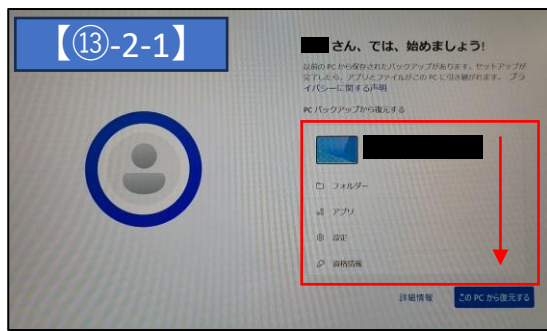 【⑬-2-1】
さん、では、始めましょう!
以前の PC から保存されたバックアップがあります。セットアップが
完了したら、アプリとファイルがこの PC に引き継がれます。 プラ
イバシーに関する声明
PC バックアップから復元する
フォルダー
アプリ
設定
資格情報
詳細情報
この PC から復元する